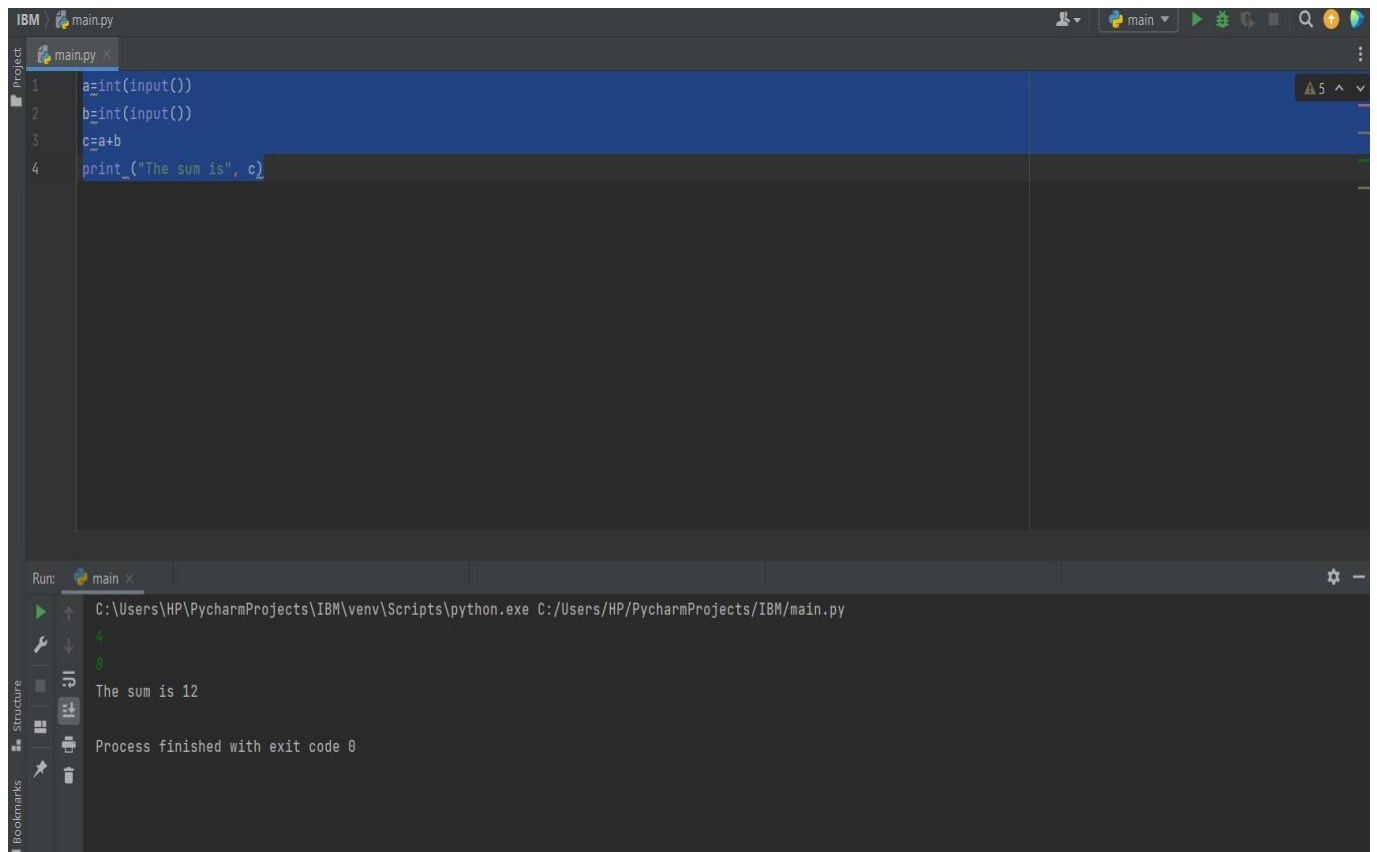 IBM main.py
main
Project
main.py
5
1 a=int(input())
2 b=int(input())
3 c=a+b
4 print ("The sum is", c)
Run: main
C:\Users\HP\PycharmProjects\IBM\venv\Scripts\python.exe C:/Users/HP/PycharmProjects/IBM/main.py
4
8
The sum is 12
Process finished with exit code 0
Structure
Bookmarks